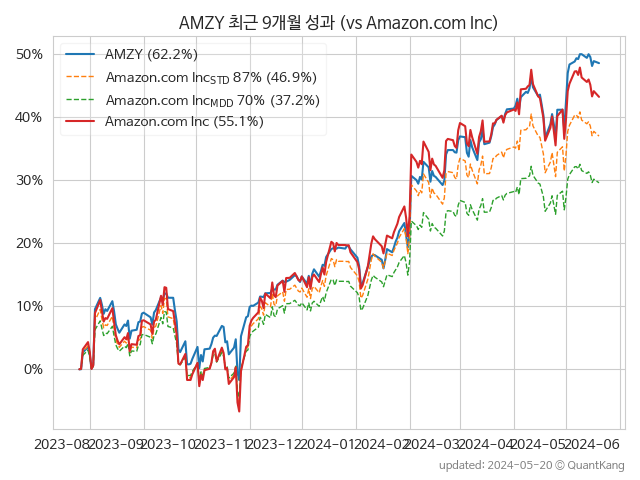 AMZY 최근 9개월 성과 (vs Amazon.com Inc)
50%
40%
30%
20%
10%
0%
AMZY (62.2%)
Amazon.com Inc_STD 87% (46.9%)
Amazon.com Inc_MDD 70% (37.2%)
Amazon.com Inc (55.1%)
2023-08 2023-09 2023-10 2023-11 2023-12 2024-01 2024-02 2024-03 2024-04 2024-05 2024-06
updated: 2024-05-20 © QuantKang